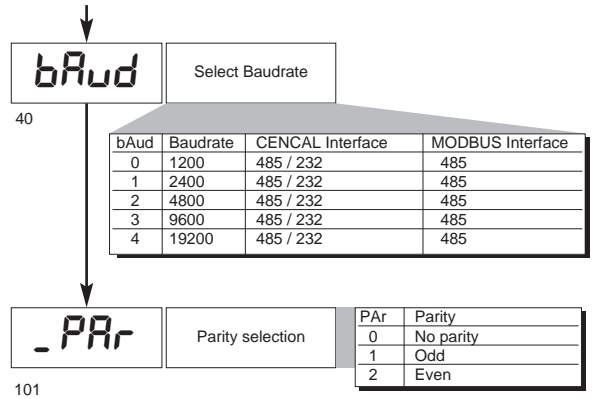 bAud Select Baudrate
40
bAud Baudrate CENCAL Interface MODBUS Interface
0 1200 485 / 232 485
1 2400 485 / 232 485
2 4800 485 / 232 485
3 9600 485 / 232 485
4 19200 485 / 232 485
_PAr Parity selection
PAr Parity
0 No parity
1 Odd
2 Even
101